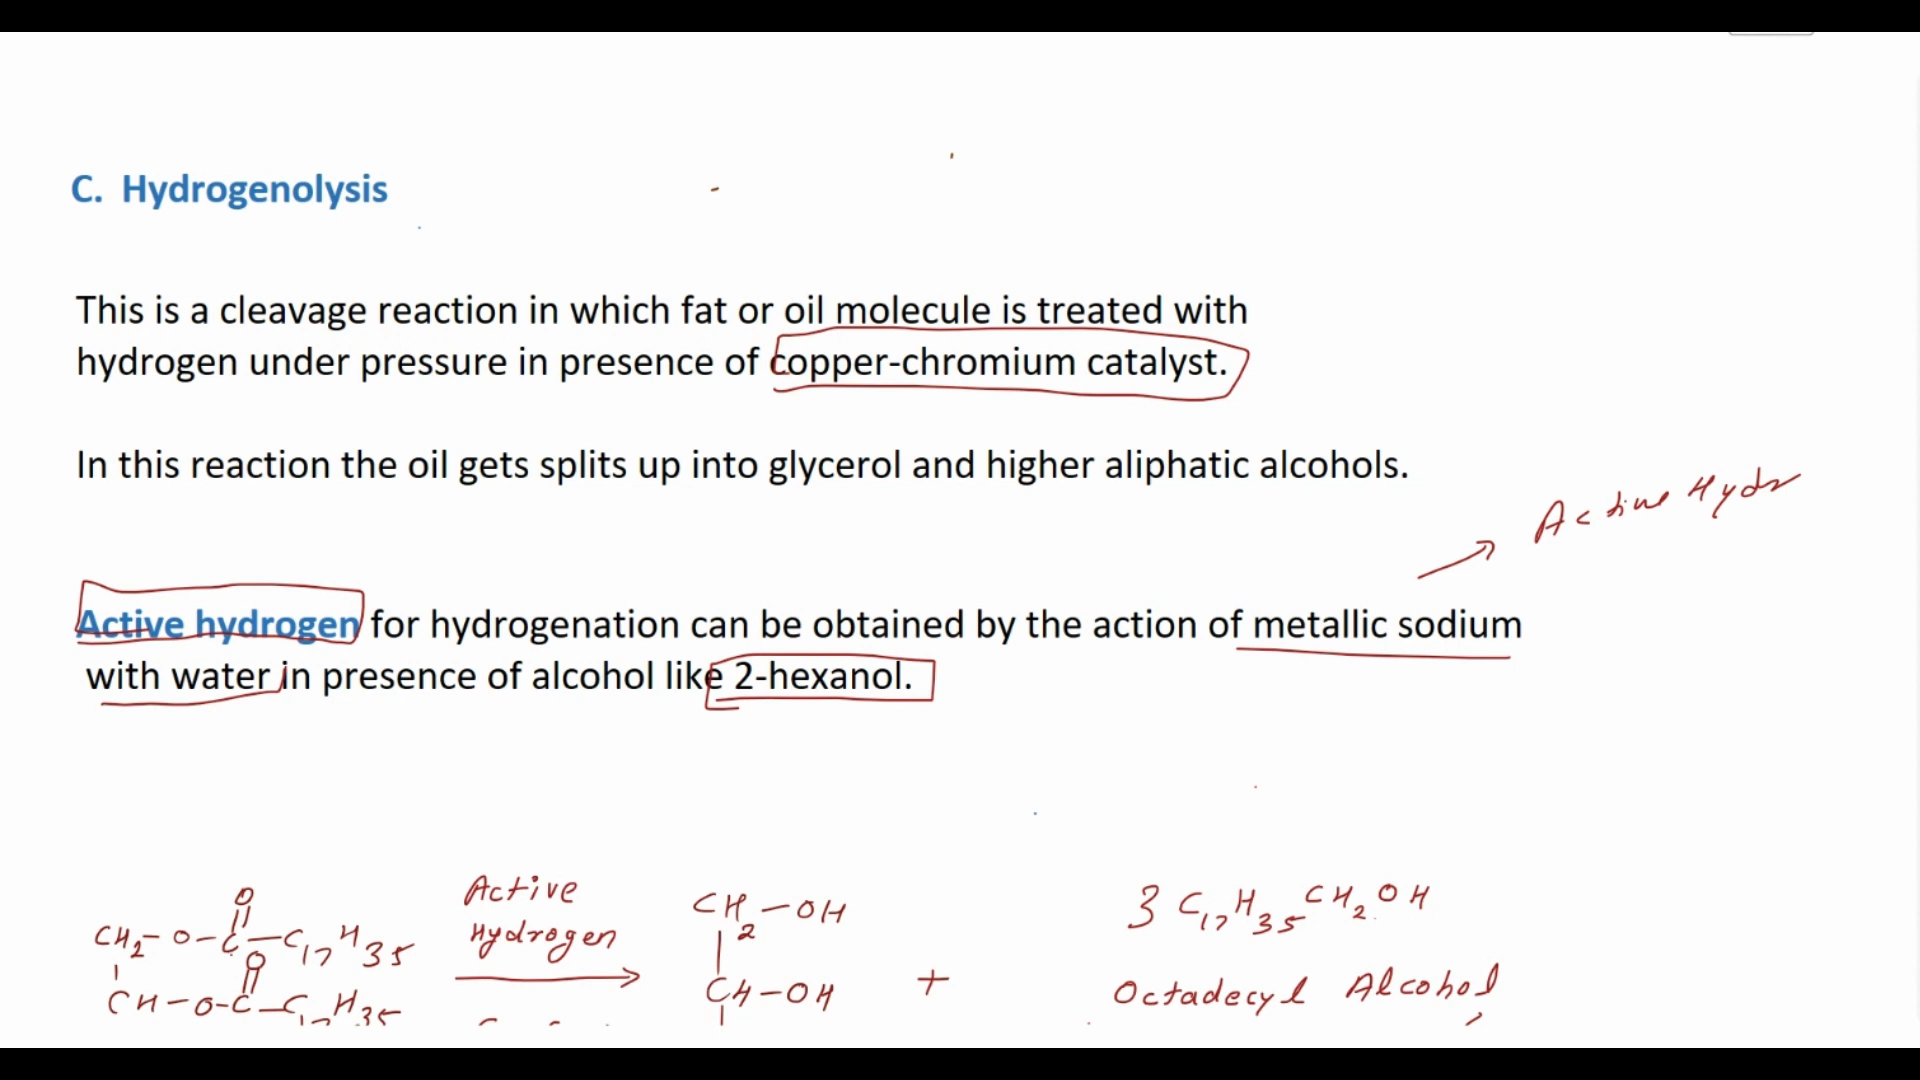 C. Hydrogenolysis
This is a cleavage reaction in which fat or oil molecule is treated with
hydrogen under pressure in presence of copper-chromium catalyst.
In this reaction the oil gets splits up into glycerol and higher aliphatic alcohols.
Active Hydr
Active hydrogen for hydrogenation can be obtained by the action of metallic sodium
with water in presence of alcohol like 2-hexanol.
O
CH2-O-C-C17H35
O
CH-O-C-C17H35
Active
Hydrogen
CH2-OH
CH-OH
+
3 C17H35CH2OH
Octadecyl Alcohol